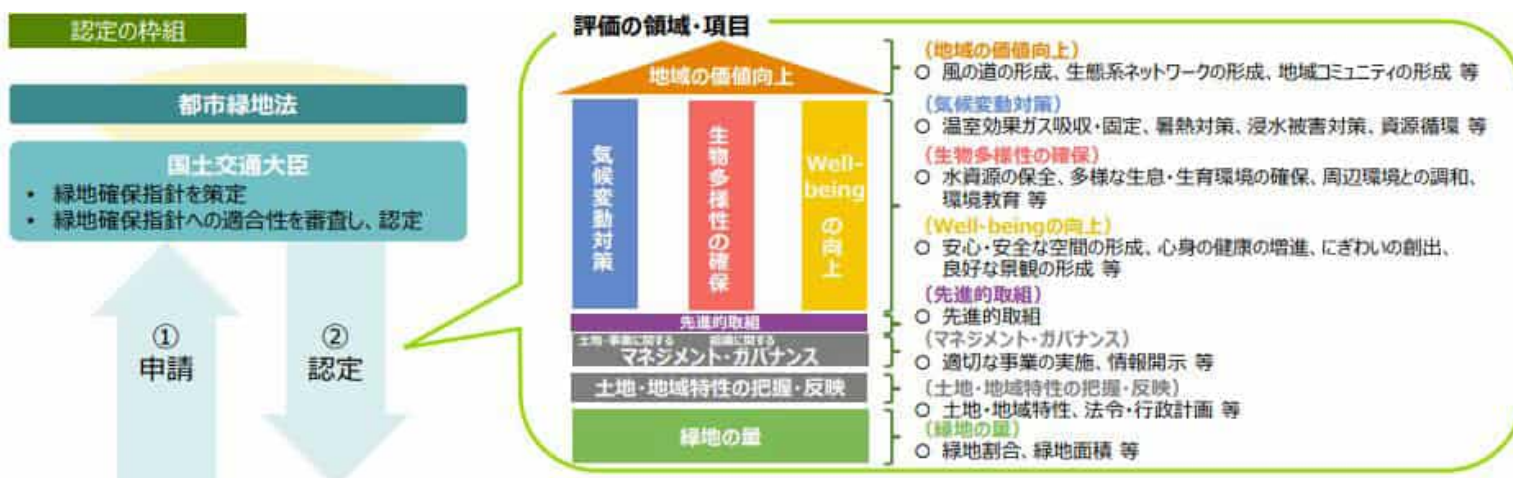 認定の枠組
都市緑地法
国土交通大臣
• 緑地確保指針を策定
• 緑地確保指針への適合性を審査し、認定
①
申請
②
認定
評価の領域・項目
地域の価値向上
気候変動対策
生物多様性の確保
Well-
being
の向上
先進的取組
土地・事業に関する 組織に関する
マネジメント・ガバナンス
土地・地域特性の把握・反映
緑地の量
(地域の価値向上)
○ 風の道の形成、生態系ネットワークの形成、地域コミュニティの形成 等
(気候変動対策)
○ 温室効果ガス吸収・固定、暑熱対策、浸水被害対策、資源循環 等
(生物多様性の確保)
○ 水資源の保全、多様な生息・生育環境の確保、周辺環境との調和、
環境教育 等
(Well-beingの向上)
○ 安心・安全な空間の形成、心身の健康の増進、にぎわいの創出、
良好な景観の形成 等
(先進的取組)
○ 先進的取組
(マネジメント・ガバナンス)
○ 適切な事業の実施、情報開示 等
(土地・地域特性の把握・反映)
○ 土地・地域特性、法令・行政計画 等
(緑地の量)
○ 緑地割合、緑地面積 等